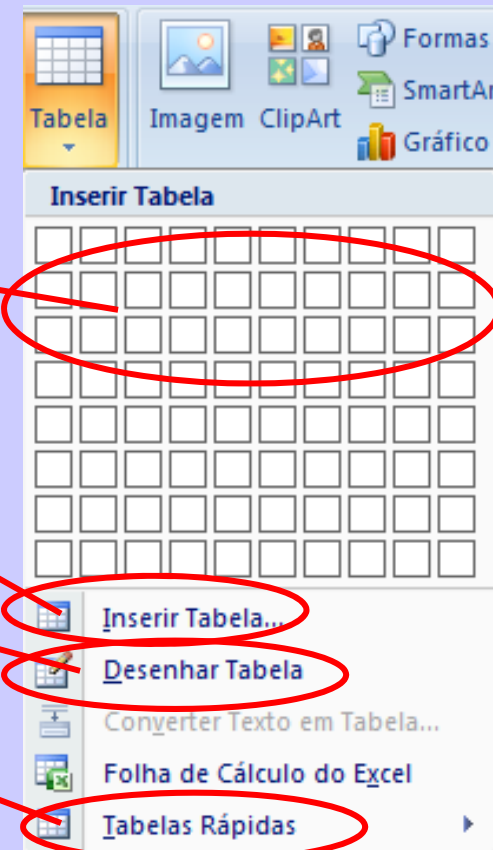 Formas
SmartAr
Tabela Imagem ClipArt
Gráfico
Inserir Tabela
Inserir Tabela...
Desenhar Tabela
Converter Texto em Tabela...
Folha de Cálculo do Excel
Tabelas Rápidas